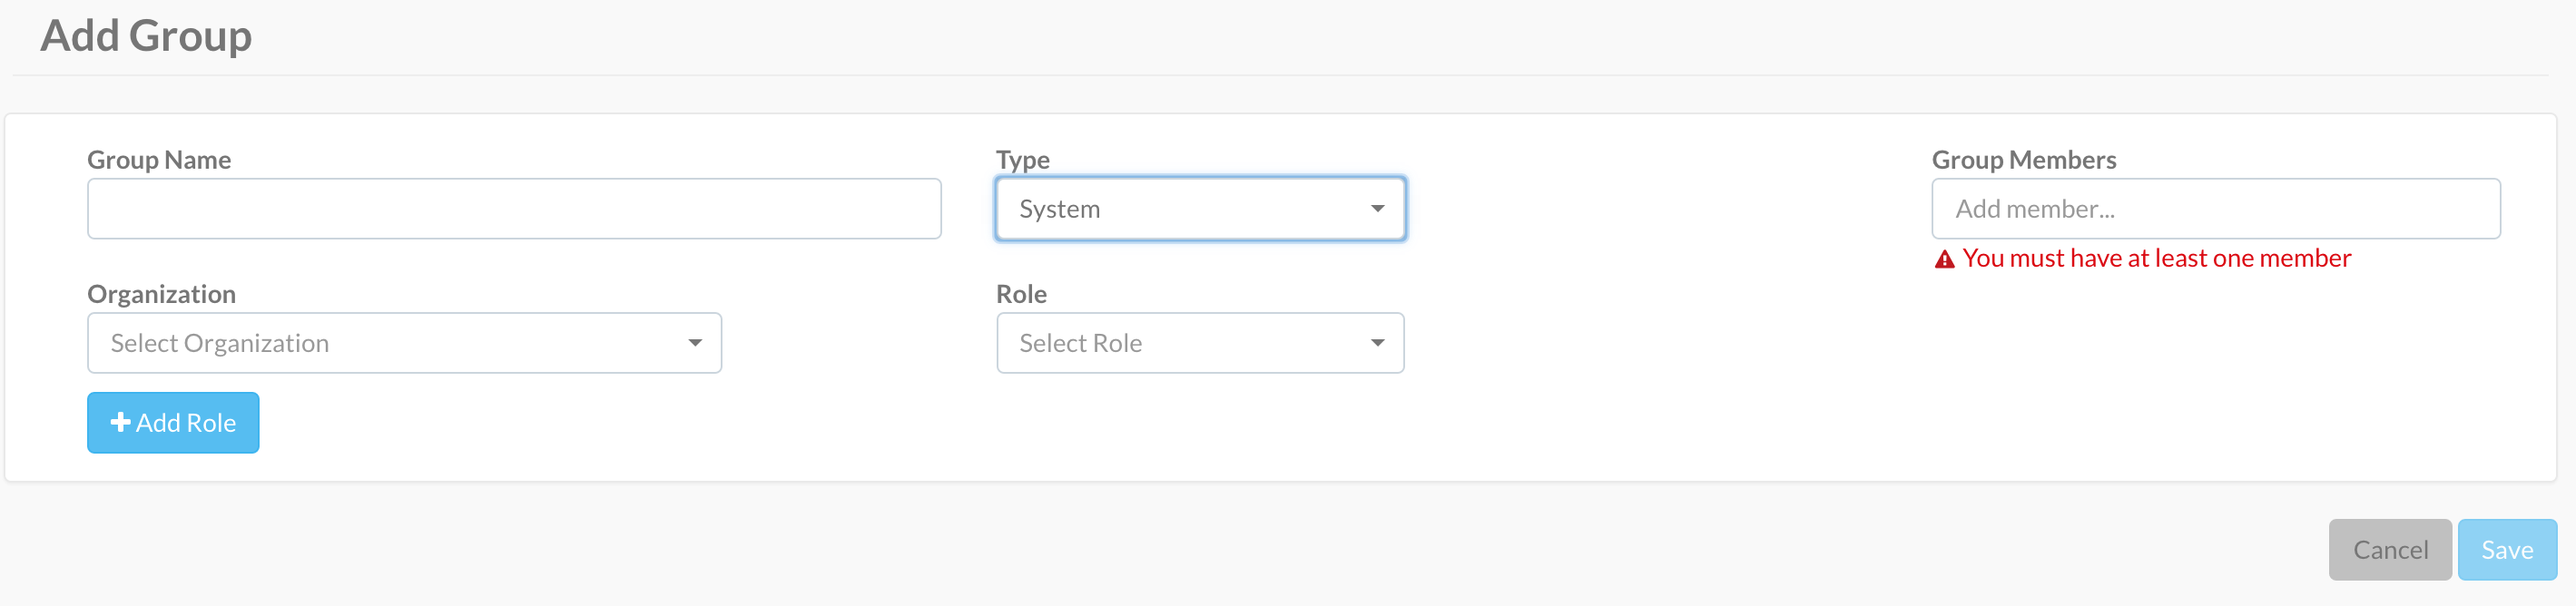 Add Group
Group Name
Type
Group Members
System
Add member...
You must have at least one member
Organization
Role
Select Organization
Select Role
Add Role
Cancel
Save